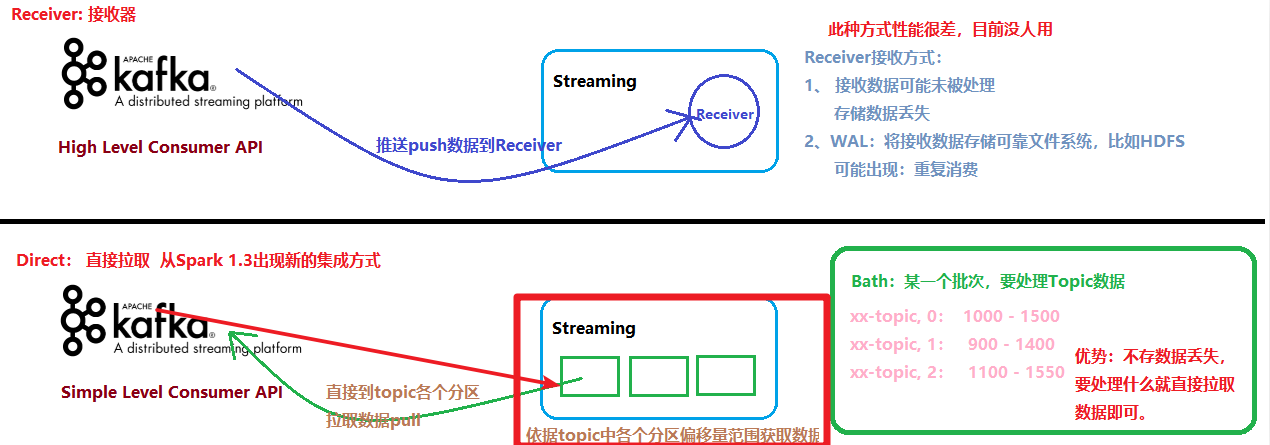 Receiver: 接收器
此种方式性能很差，目前没人用
APACHE
kafka®
A distributed streaming platform
Receiver接收方式：
Streaming
1、 接收数据可能未被处理
存储数据丢失
Receiver
High Level Consumer API
推送push数据到Receiver
2、WAL：将接收数据存储可靠文件系统，比如HDFS
可能出现：重复消费
Direct： 直接拉取 从Spark 1.3出现新的集成方式
Bath：某一个批次，要处理Topic数据
APACHE
kafka®
A distributed streaming platform
Streaming
xx-topic, 0： 1000 - 1500
xx-topic, 1： 900 - 1400
xx-topic, 2： 1100 - 1550
优势：不存数据丢失，
要处理什么就直接拉取
数据即可。
Simple Level Consumer API
直接到topic各个分区
拉取数据pull
依据topic中各个分区偏移量范围获取数据